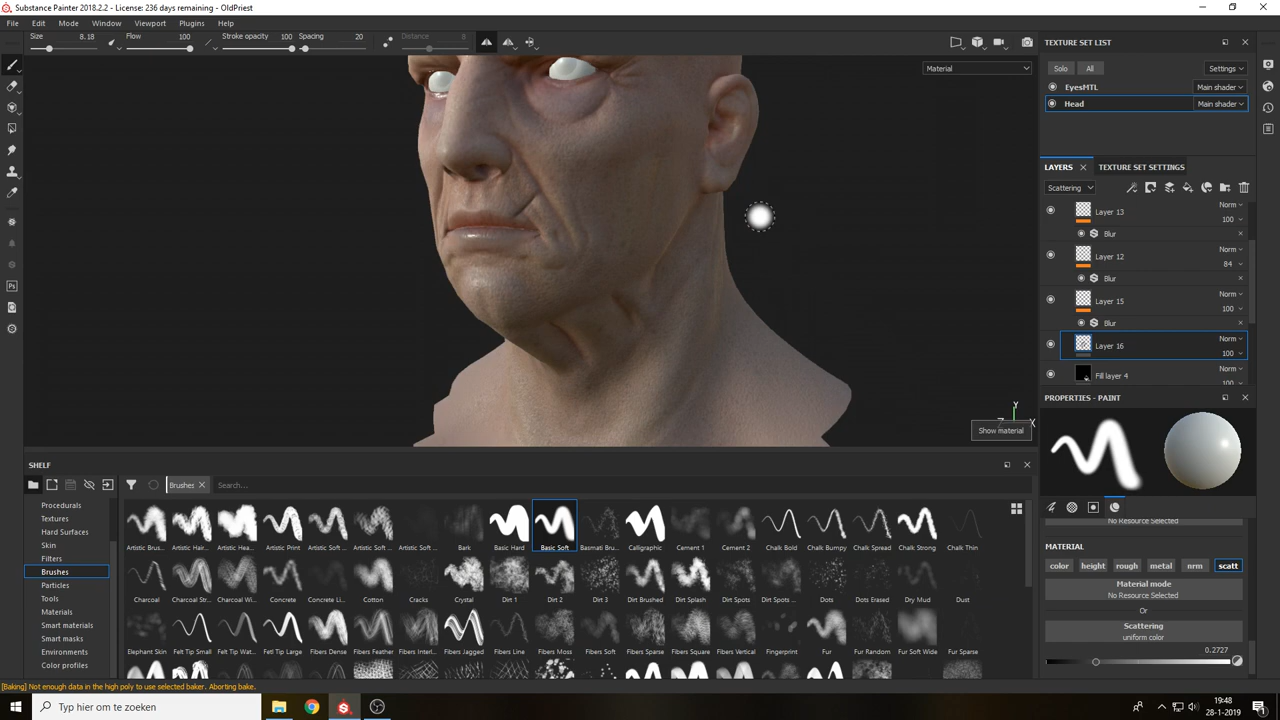 Substance Painter 2018.2.2 - License: 236 days remaining - OldPriest
File Edit Mode Window Viewport Plugins Help
Size 8.18 Flow 100 Stroke opacity 100 Spacing 20 Distance 8
Material
TEXTURE SET LIST
Solo All Settings
EyesMTL Main shader
Head Main shader
LAYERS TEXTURE SET SETTINGS
Scattering
Layer 13 Norm 100
Blur
Layer 12 Norm 84
Blur
Layer 15 Norm 100
Blur
Layer 16 Norm 100
Fill layer 4 Norm 100
Y
X
Show material
PROPERTIES - PAINT
No Resource Selected
MATERIAL
color height rough metal nrm scatt
Material mode
No Resource Selected
Or
Scattering
uniform color
0.2727
SHELF
Brushes Search...
Procedurals
Textures
Hard Surfaces
Skin
Filters
Brushes
Particles
Tools
Materials
Smart materials
Smart masks
Environments
Color profiles
Artistic Brus... Artistic Hair... Artistic Hea... Artistic Print Artistic Soft ... Artistic Soft ... Artistic Soft ... Bark Basic Hard Basic Soft Basmati Bru... Calligraphic Cement 1 Cement 2 Chalk Bold Chalk Bumpy Chalk Spread Chalk Strong Chalk Thin
Charcoal Charcoal Str... Charcoal Wi... Concrete Concrete Li... Cotton Cracks Crystal Dirt 1 Dirt 2 Dirt 3 Dirt Brushed Dirt Splash Dirt Spots Dirt Spots ... Dots Dots Erased Dry Mud Dust
Elephant Skin Felt Tip Small Felt Tip Wat... Fetl Tip Large Fibers Dense Fibers Feather Fibers Interl... Fibers Jagged Fibers Line Fibers Moss Fibers Soft Fibers Sparse Fibers Square Fibers Vertical Fingerprint Fur Fur Random Fur Soft Wide Fur Sparse
[Baking] Not enough data in the high poly to use selected baker. Aborting bake.
Typ hier om te zoeken
19:48
28-1-2019